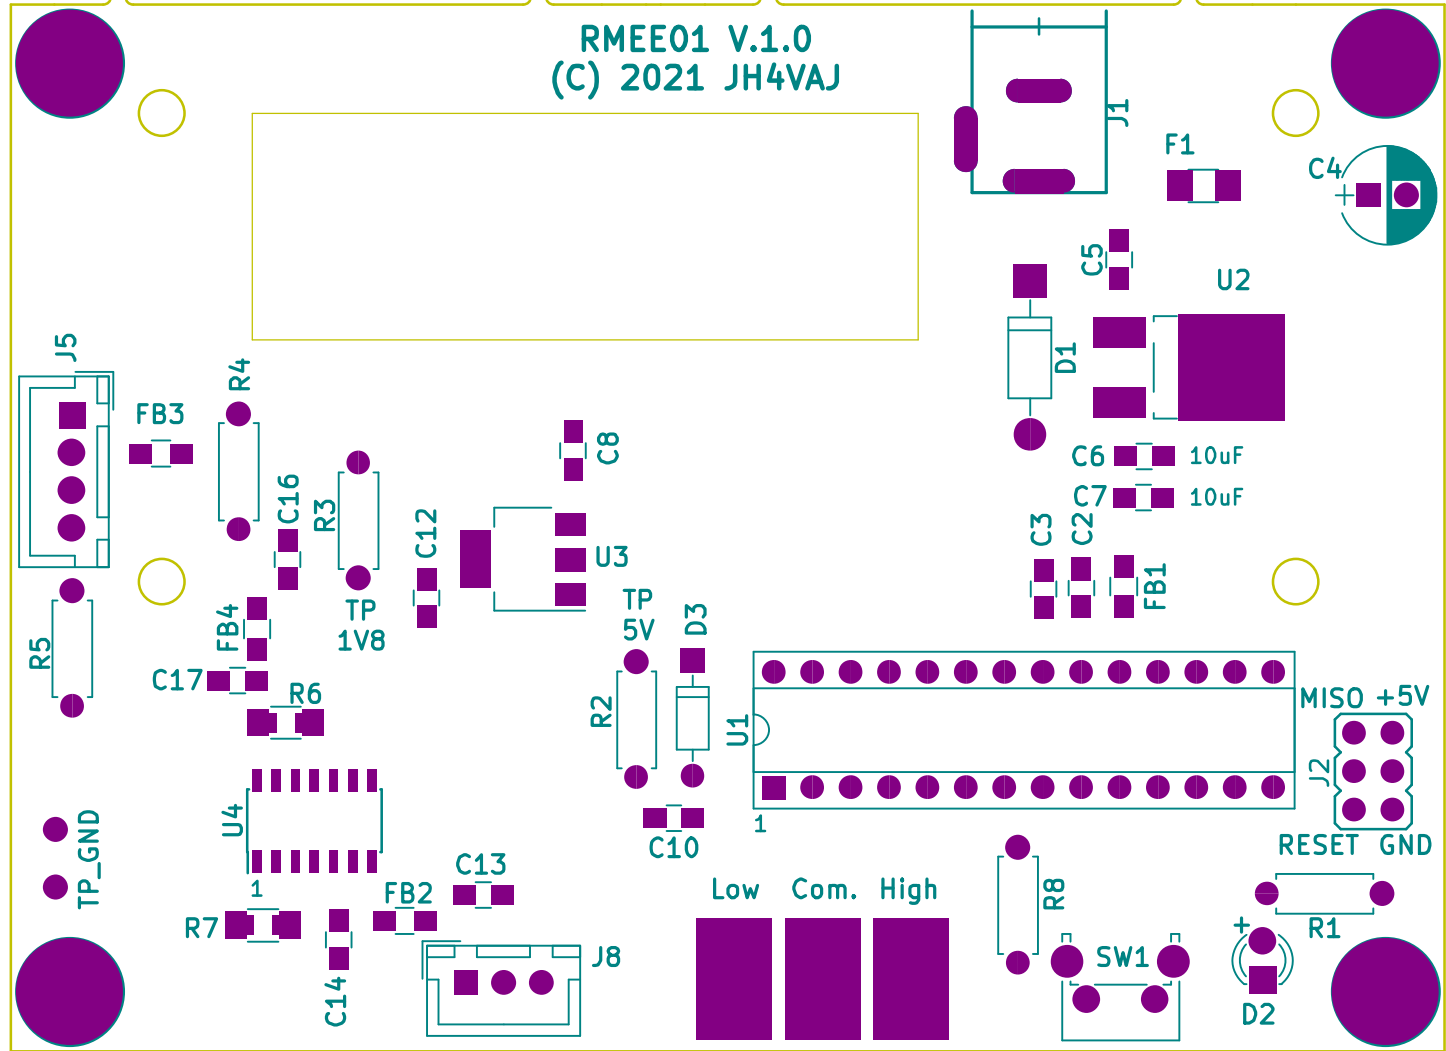 RMEE01 V.1.0
(C) 2021 JH4VAJ
J1
F1
C4
C5
U2
J5
R4
D1
FB3
C8
C6
10uF
C7
10uF
C16
R3
C12
C3
C2
U3
FB1
TP
1V8
TP
5V
D3
FB4
R5
C17
R6
R2
U1
MISO
+5V
J2
U4
TP_GND
1
C10
RESET
GND
C13
1
FB2
Low
Com.
High
R8
R7
R1
+
J8
SW1
C14
D2